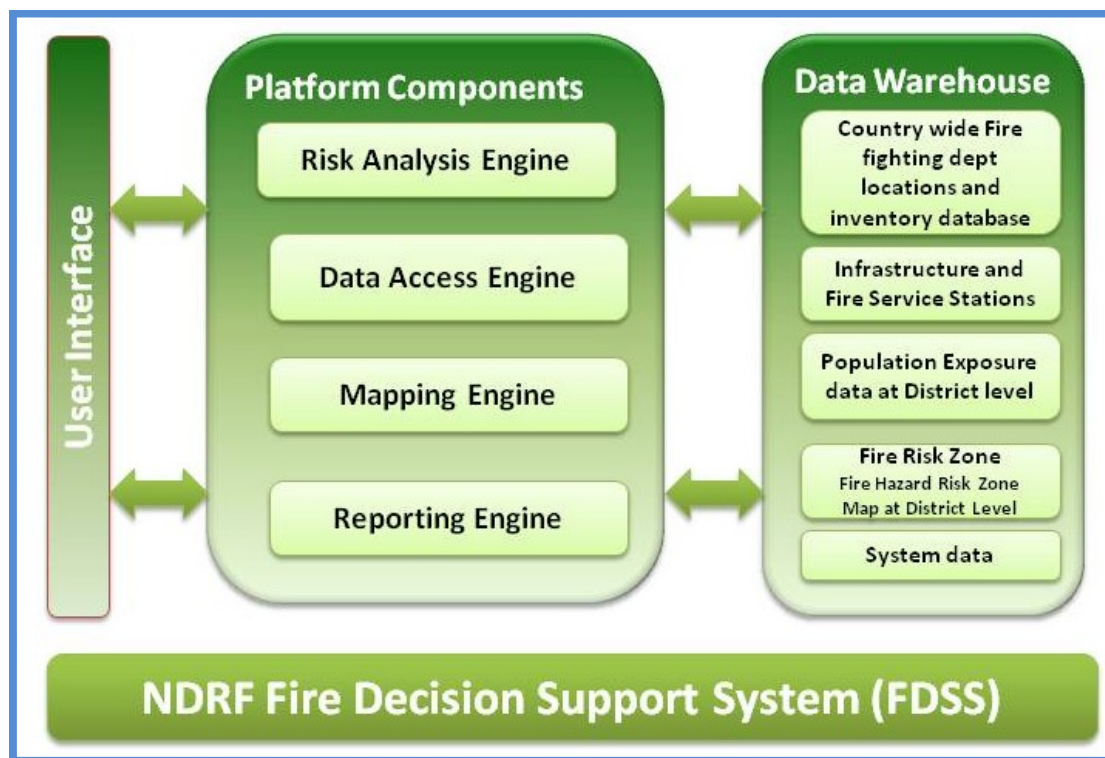 User Interface
Platform Components
Risk Analysis Engine
Data Access Engine
Mapping Engine
Reporting Engine
Data Warehouse
Country wide Fire
fighting dept
locations and
inventory database
Infrastructure and
Fire Service Stations
Population Exposure
data at District level
Fire Risk Zone
Fire Hazard Risk Zone
Map at District Level
System data
NDRF Fire Decision Support System (FDSS)